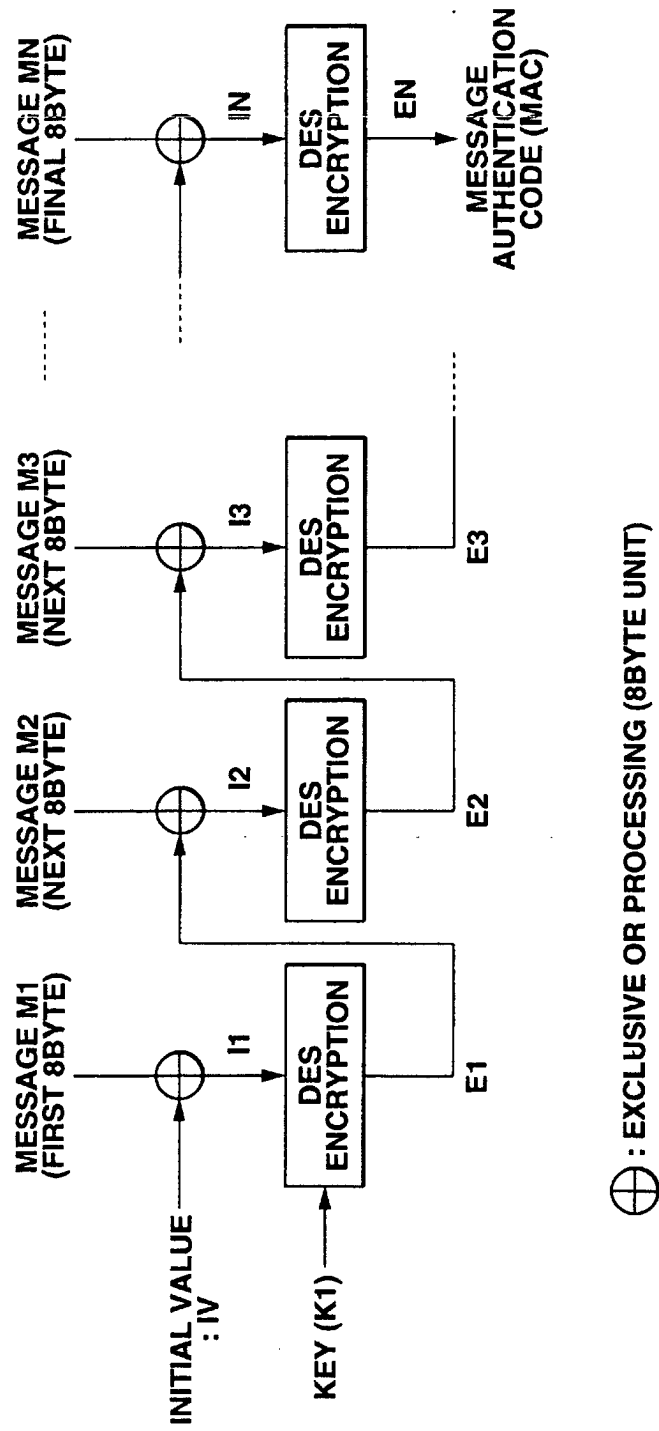 MESSAGE M1
(FIRST 8BYTE)
MESSAGE M2
(NEXT 8BYTE)
MESSAGE M3
(NEXT 8BYTE)
MESSAGE MN
(FINAL 8BYTE)
INITIAL VALUE
: IV
I1
I2
I3
IN
KEY (K1)
DES
ENCRYPTION
DES
ENCRYPTION
DES
ENCRYPTION
DES
ENCRYPTION
E1
E2
E3
EN
MESSAGE
AUTHENTICATION
CODE (MAC)
: EXCLUSIVE OR PROCESSING (8BYTE UNIT)